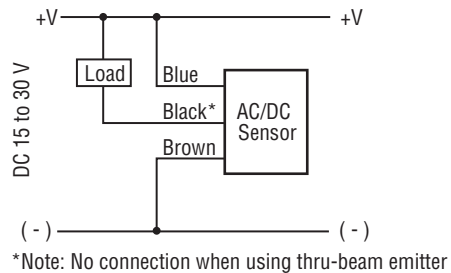 +V +V
Load
DC 15 to 30 V
Blue
Black*
Brown
AC/DC
Sensor
( - ) ( - )
*Note: No connection when using thru-beam emitter